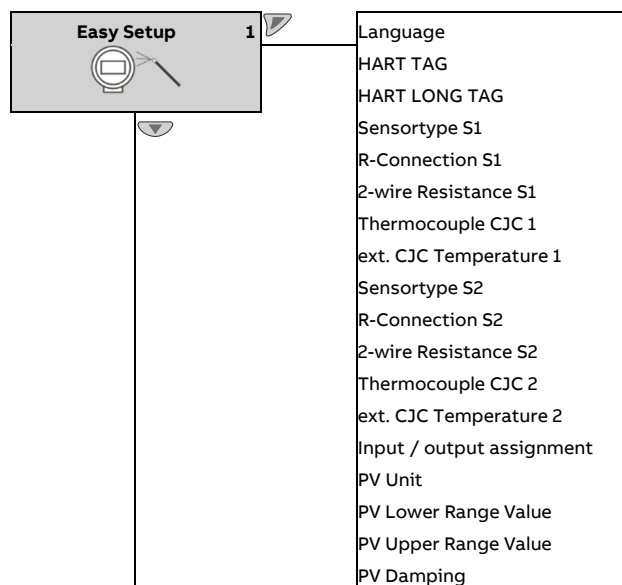 Easy Setup 1
Language
HART TAG
HART LONG TAG
Sensortype S1
R-Connection S1
2-wire Resistance S1
Thermocouple CJC 1
ext. CJC Temperature 1
Sensortype S2
R-Connection S2
2-wire Resistance S2
Thermocouple CJC 2
ext. CJC Temperature 2
Input / output assignment
PV Unit
PV Lower Range Value
PV Upper Range Value
PV Damping